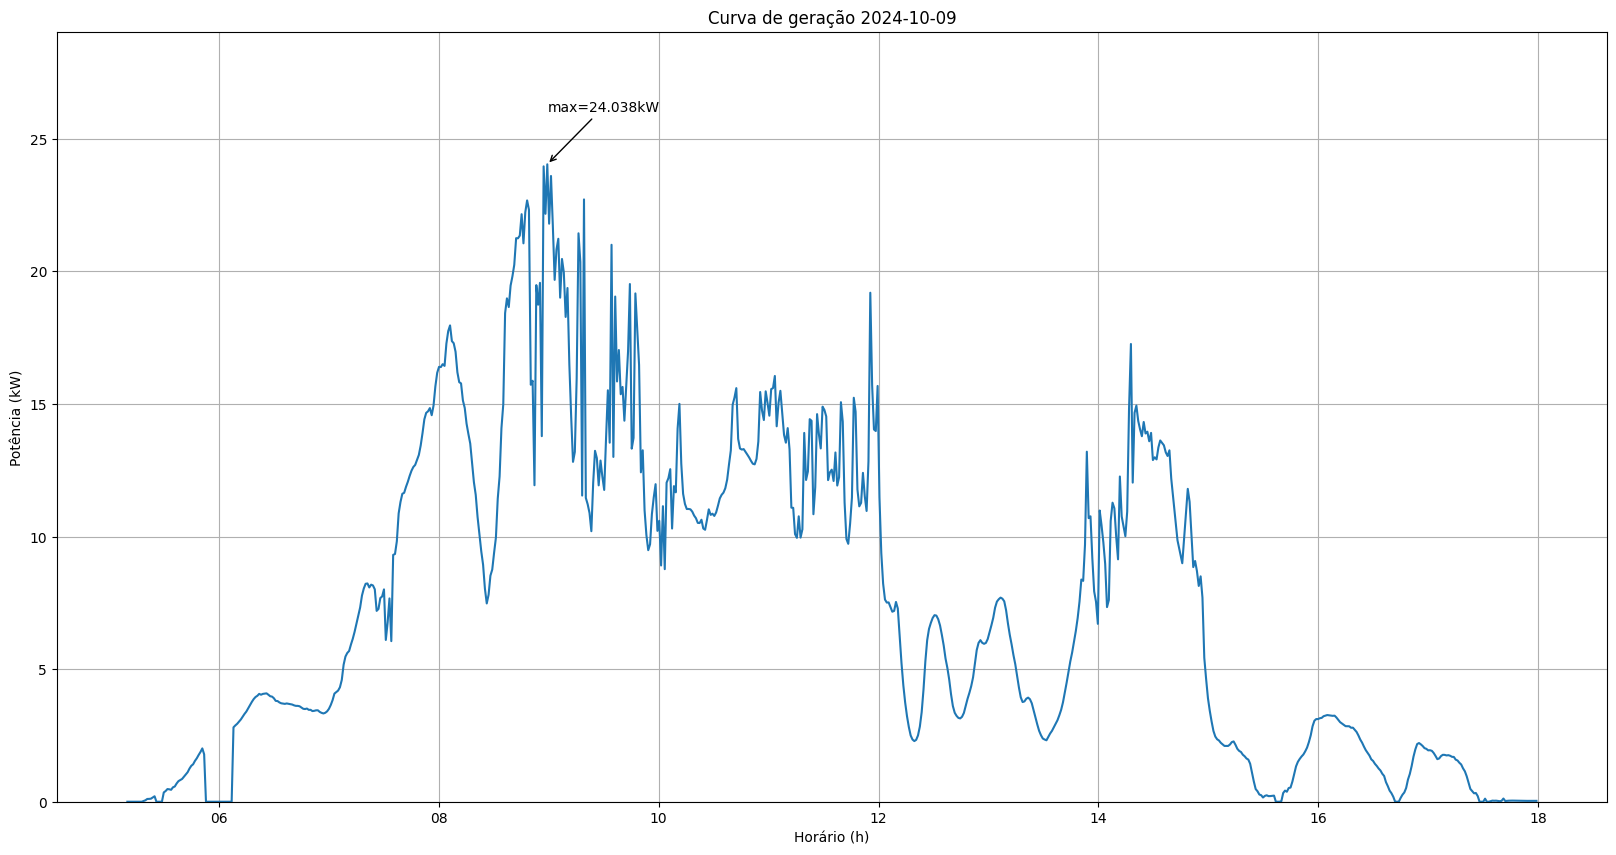 Curva de geração 2024-10-09
max=24.038kW
25
20
15
10
5
0
Potência (kW)
06 08 10 12 14 16 18
Horário (h)